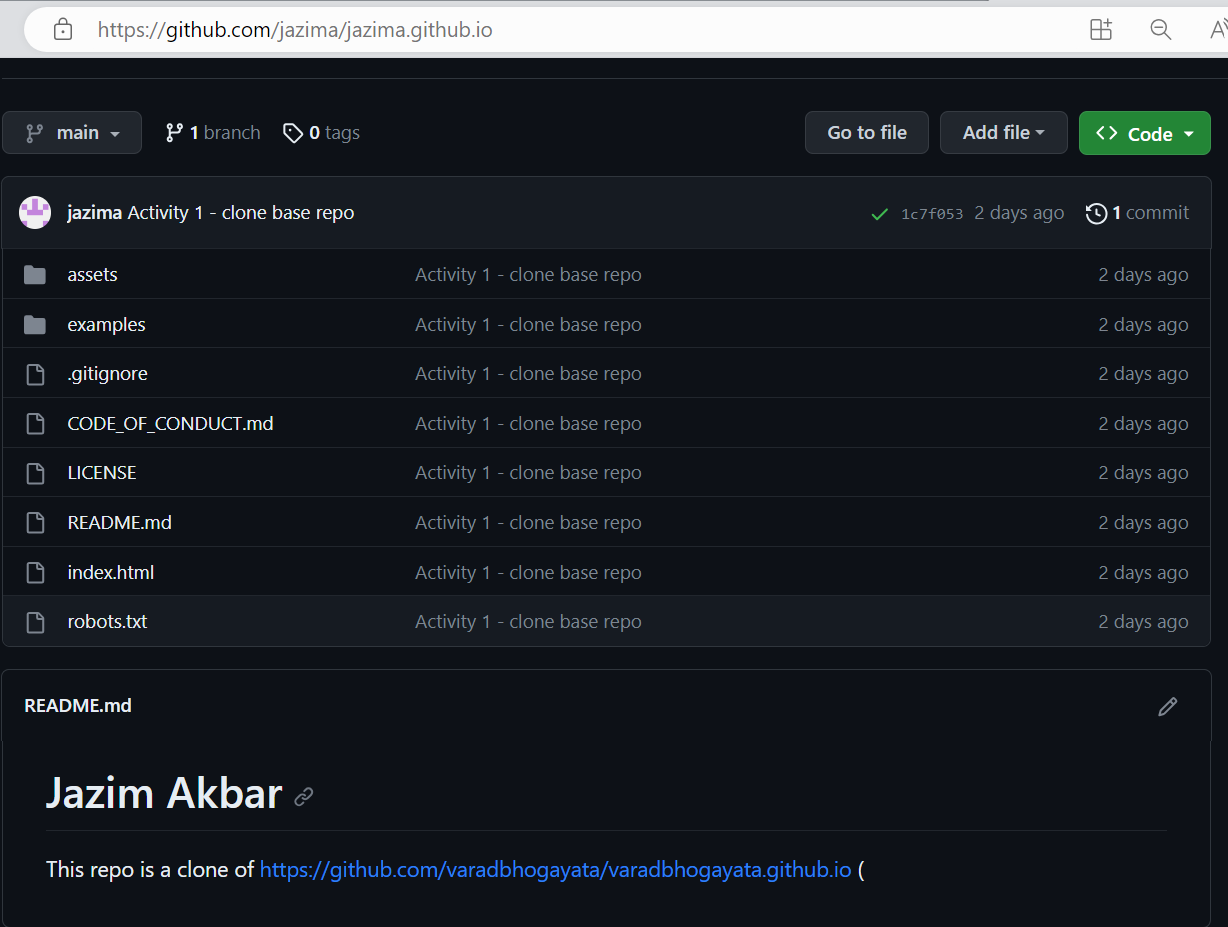 https://github.com/jazima/jazima.github.io
main 1 branch 0 tags Go to file Add file Code
jazima Activity 1 - clone base repo 1c7f053 2 days ago 1 commit
assets Activity 1 - clone base repo 2 days ago
examples Activity 1 - clone base repo 2 days ago
.gitignore Activity 1 - clone base repo 2 days ago
CODE_OF_CONDUCT.md Activity 1 - clone base repo 2 days ago
LICENSE Activity 1 - clone base repo 2 days ago
README.md Activity 1 - clone base repo 2 days ago
index.html Activity 1 - clone base repo 2 days ago
robots.txt Activity 1 - clone base repo 2 days ago
README.md
Jazim Akbar
This repo is a clone of https://github.com/varadbhogayata/varadbhogayata.github.io (